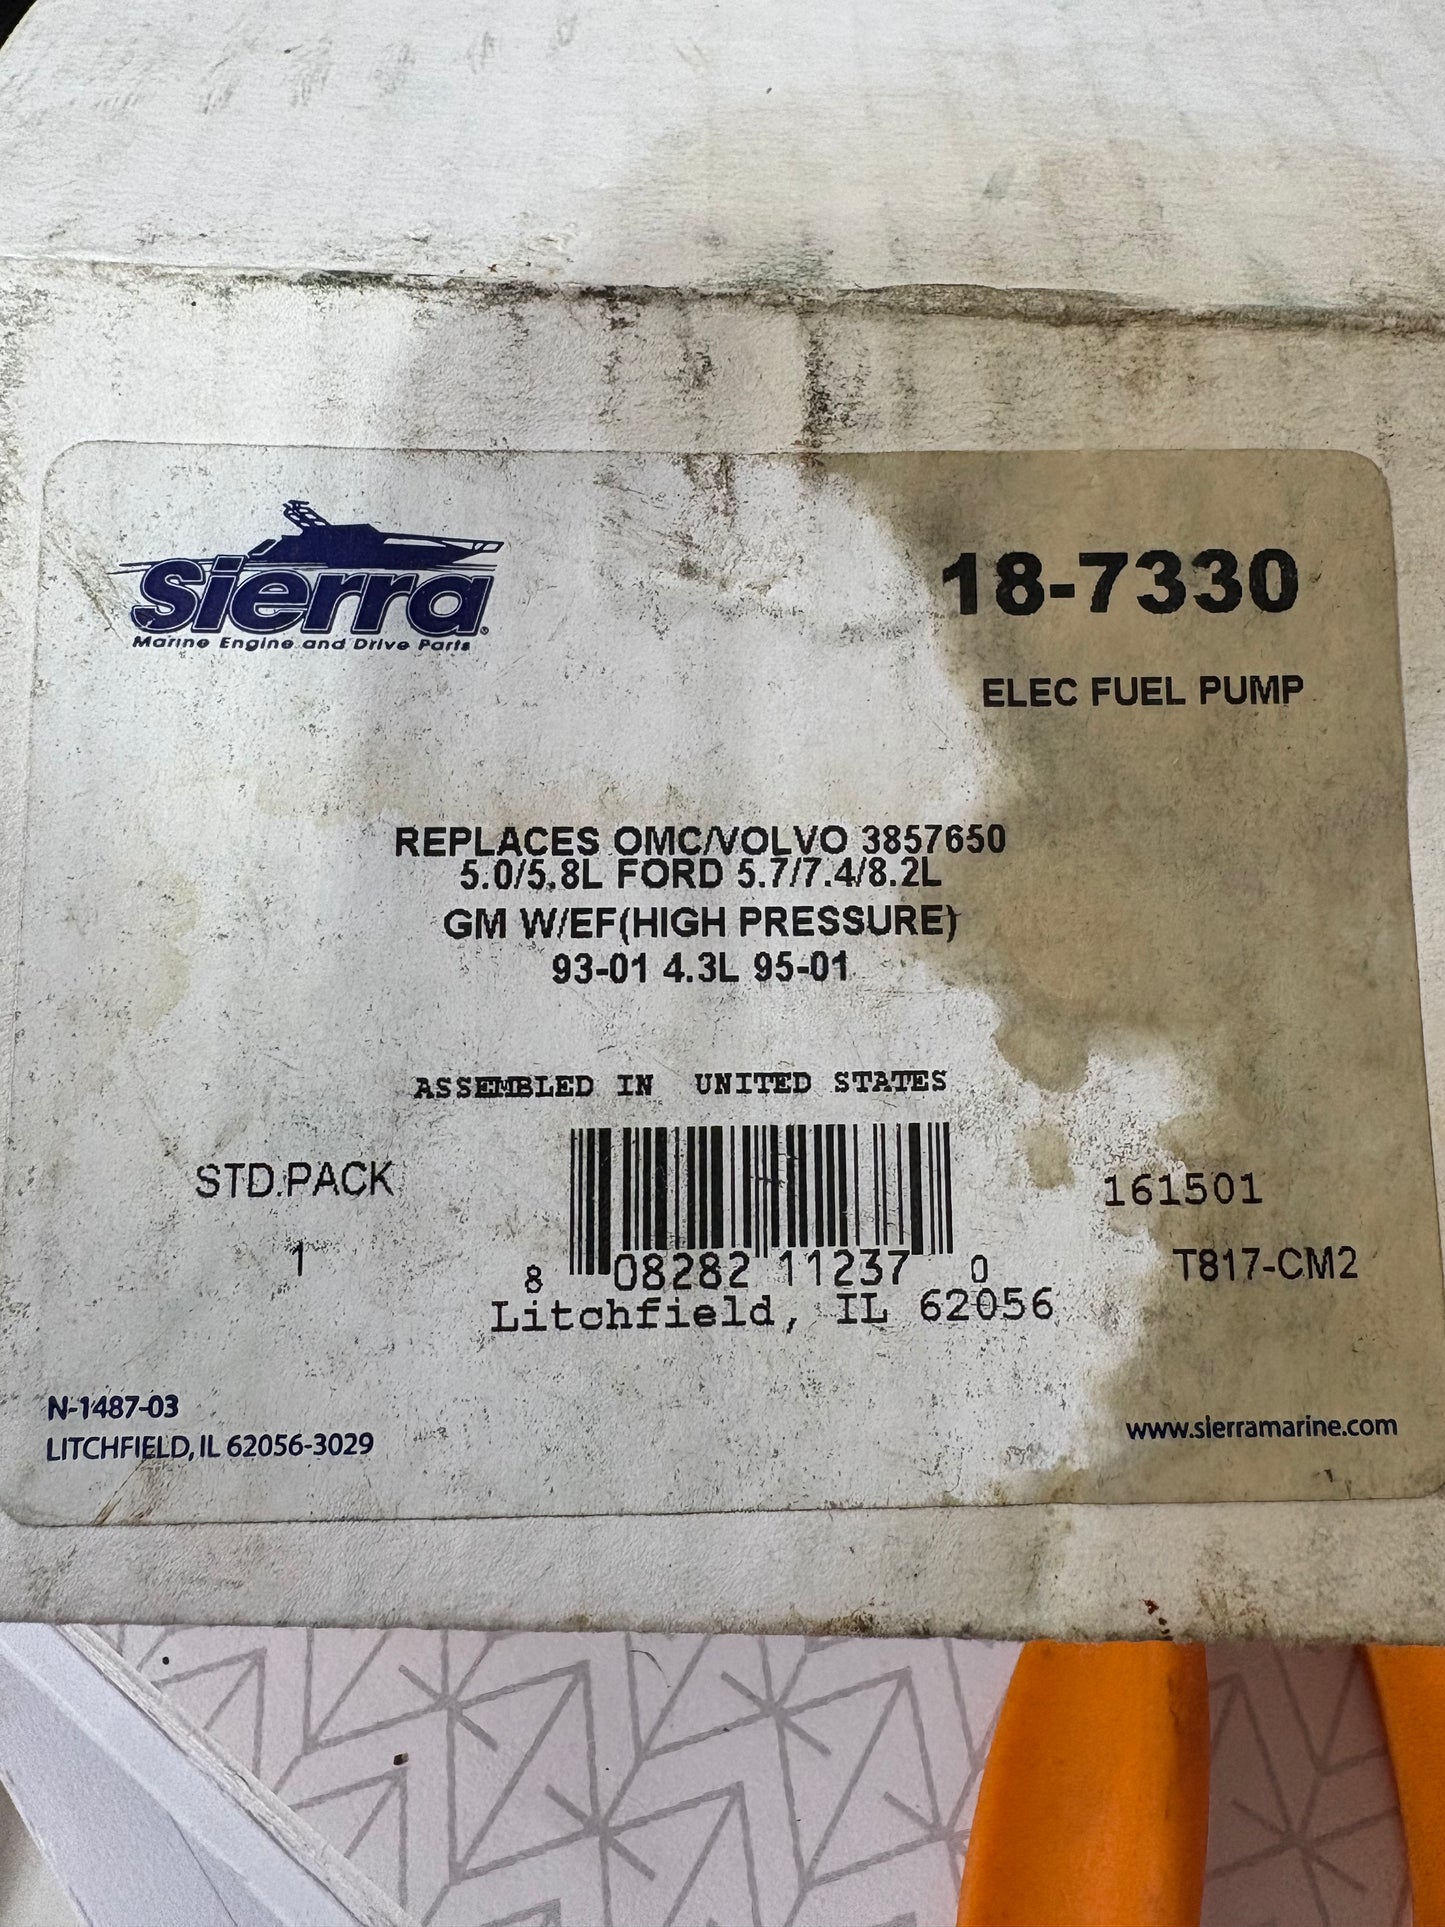 Sierra®
Marine Engine and Drive Parts
18-7330
ELEC FUEL PUMP
REPLACES OMC/VOLVO 3857650
5.0/5.8L FORD 5.7/7.4/8.2L
GM W/EF(HIGH PRESSURE)
93-01 4.3L 95-01
ASSEMBLED IN UNITED STATES
STD.PACK
1
161501
T817-CM2
8 08282 11237 0
Litchfield, IL 62056
N-1487-03
LITCHFIELD, IL 62056-3029
www.sierramarine.com